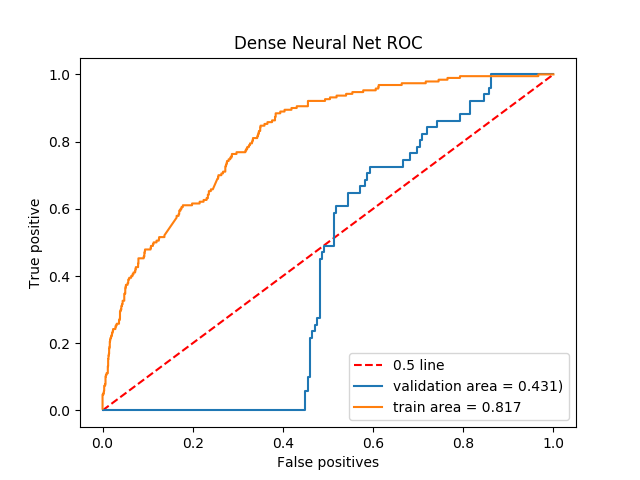 Dense Neural Net ROC
1.0
0.8
0.6
0.4
0.2
0.0
True positive
0.5 line
validation area = 0.431)
train area = 0.817
0.0 0.2 0.4 0.6 0.8 1.0
False positives